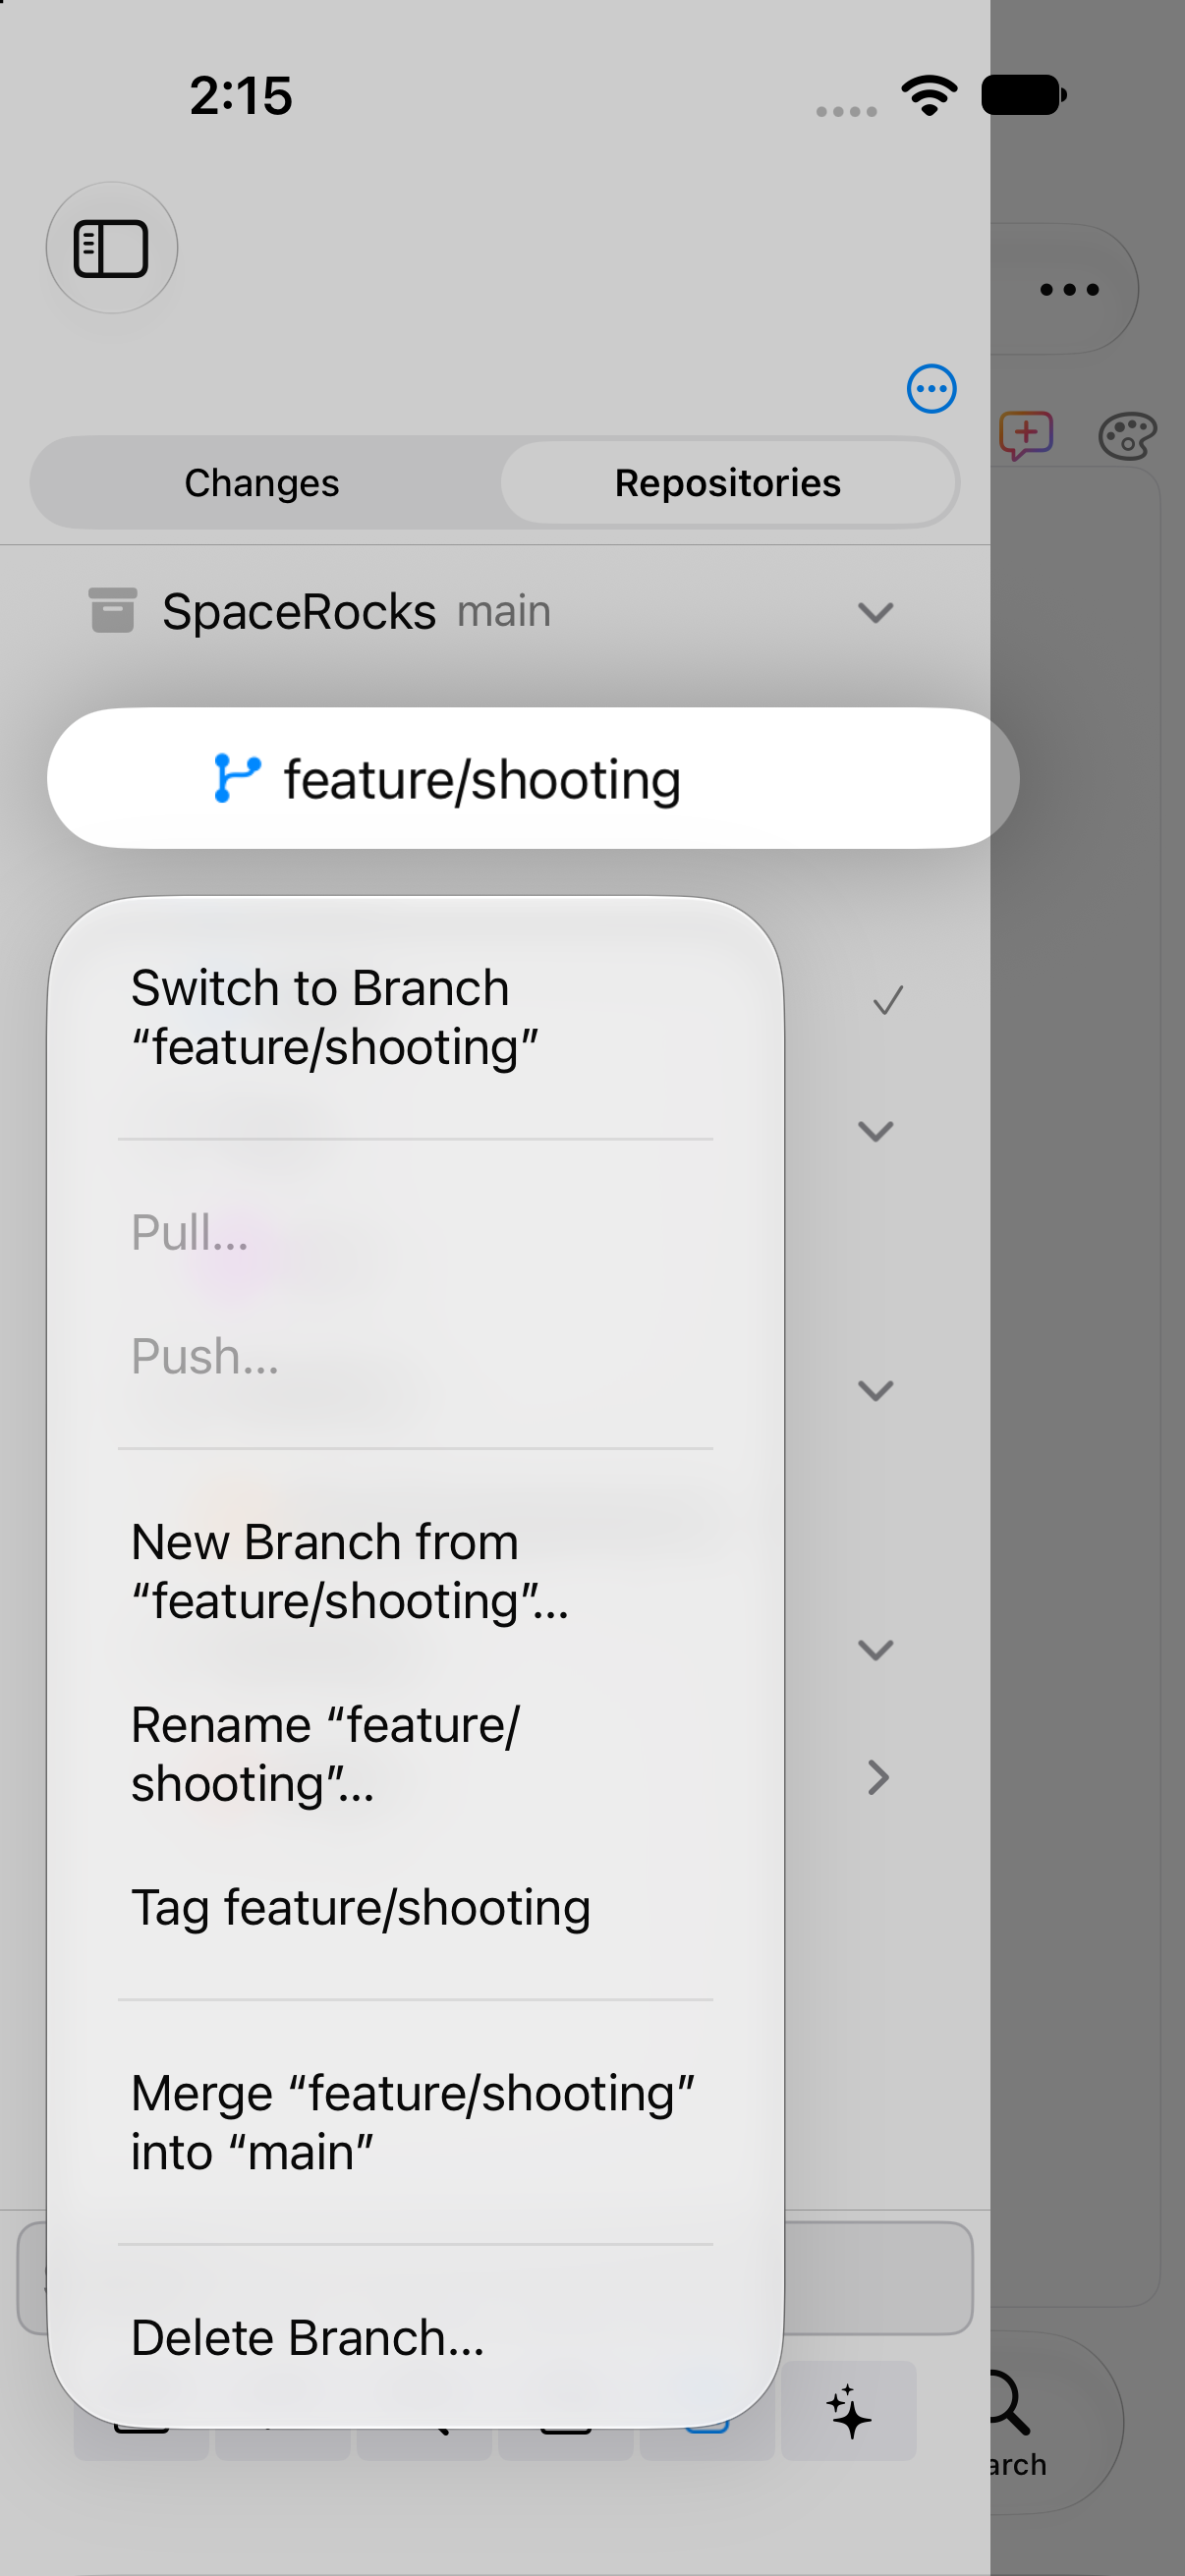 2:15
Changes
Repositories
SpaceRocks main
feature/shooting
Switch to Branch
“feature/shooting”
Pull...
Push...
New Branch from
“feature/shooting”...
Rename “feature/
shooting”...
Tag feature/shooting
Merge “feature/shooting”
into “main”
Delete Branch...